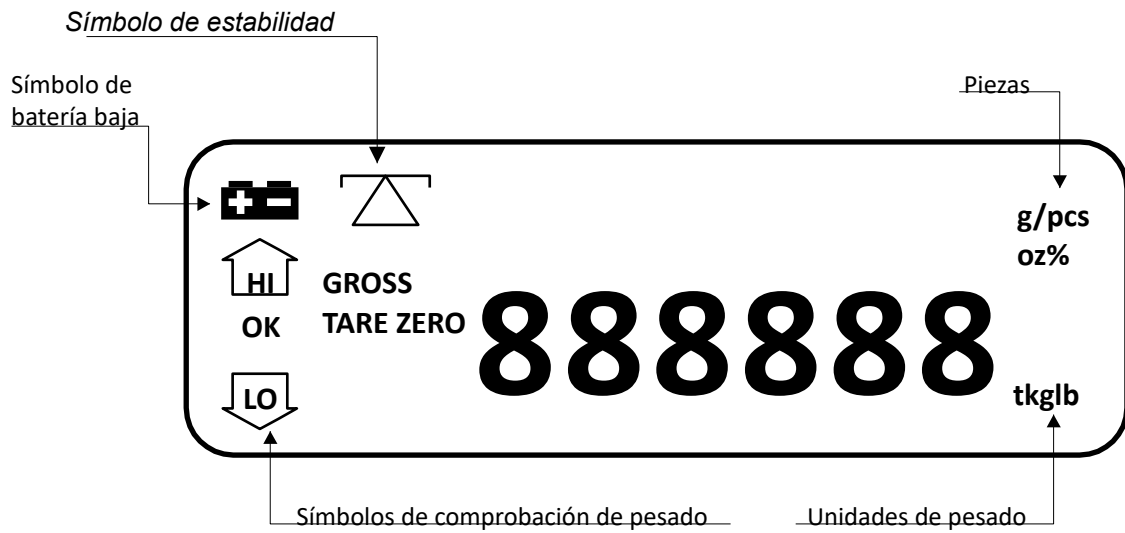 Símbolo de estabilidad
Símbolo de
batería baja
Piezas
g/pcs
oz%
HI
GROSS
OK
TARE ZERO
888888
LO
tkglb
Símbolos de comprobación de pesado
Unidades de pesado